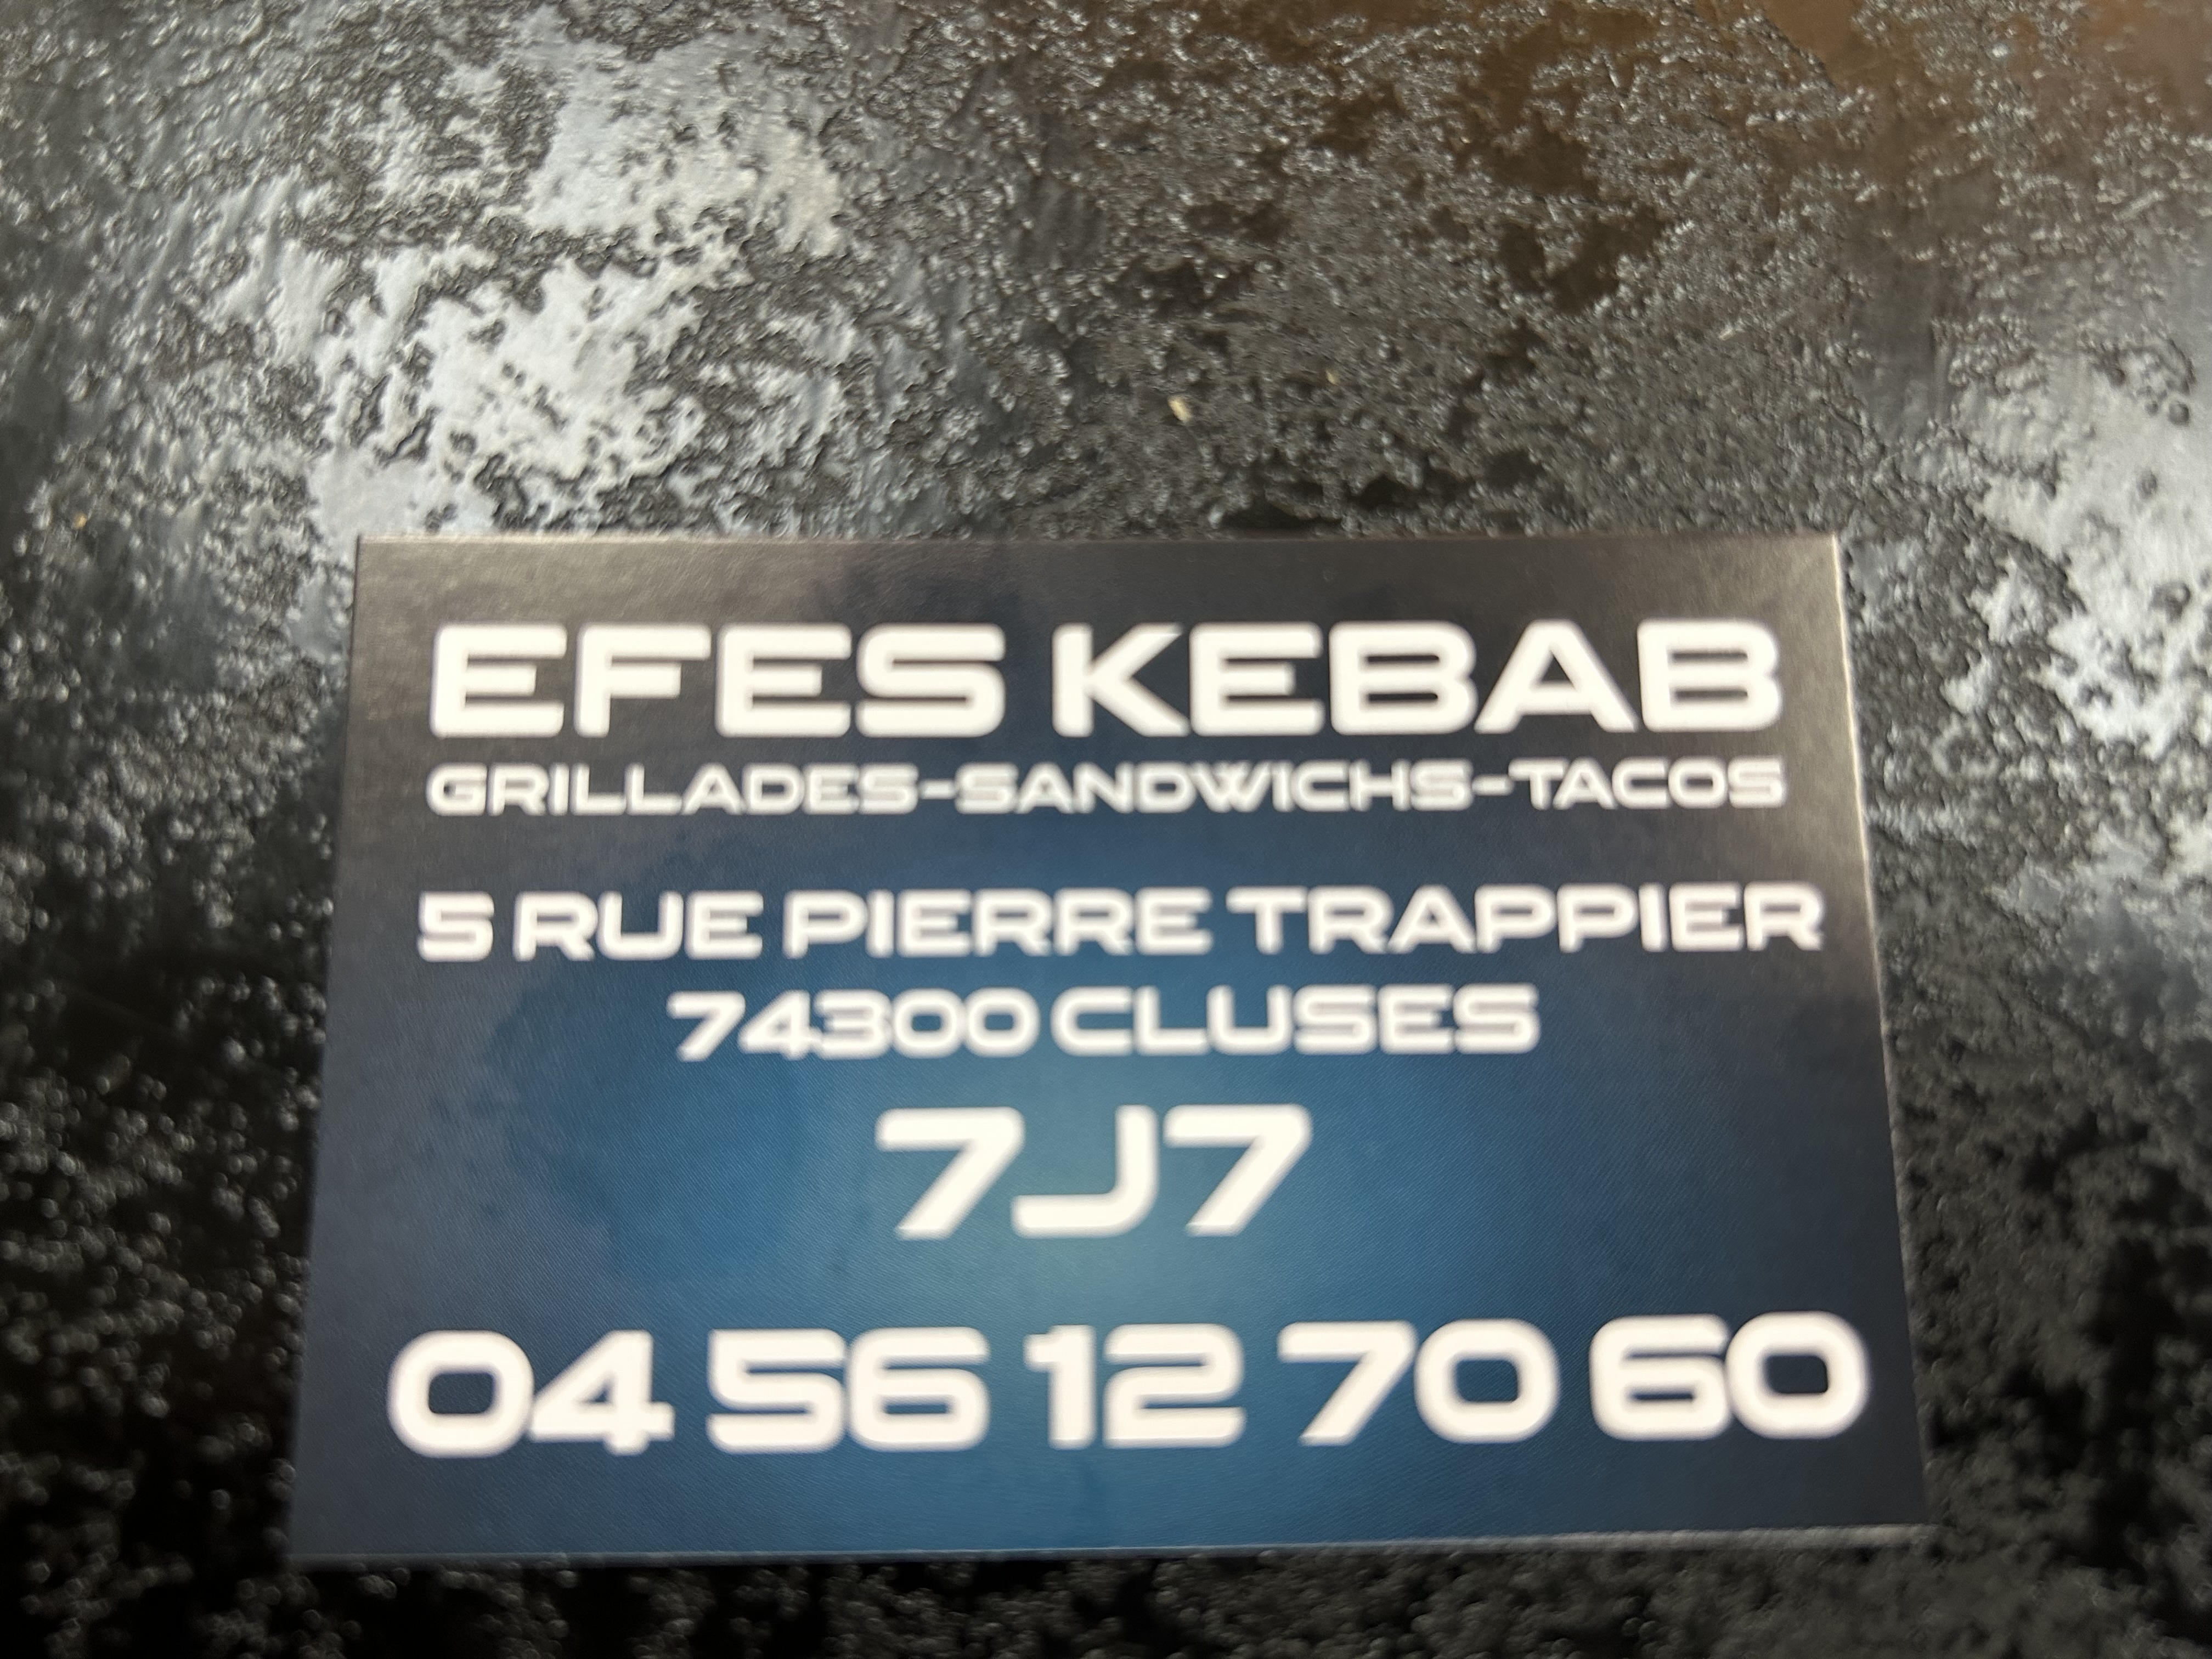 EFES KEBAB
GRILLADES-SANDWICHS-TACOS
5 RUE PIERRE TRAPPIER
74300 CLUSES
7J7
04 56 12 70 60